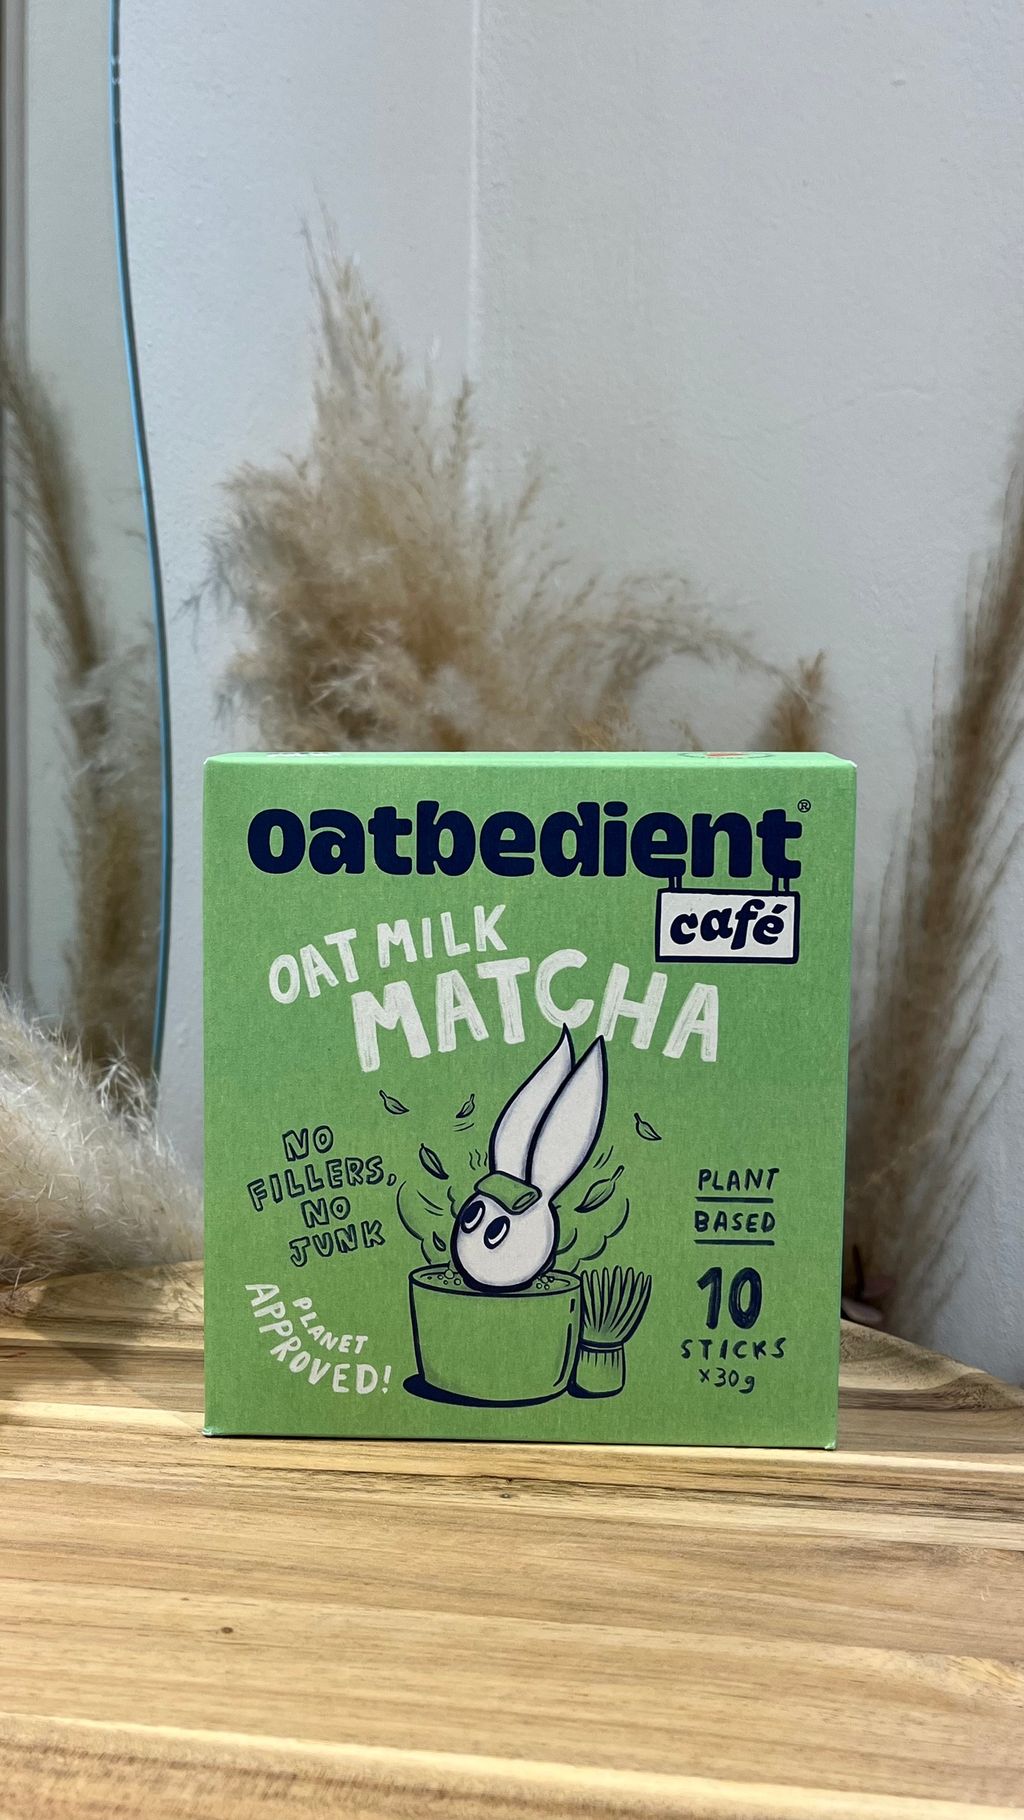 oatbedient®
café
OAT MILK
MATCHA
NO
FILLERS,
NO
JUNK
PLANET
APPROVED!
PLANT
BASED
10
STICKS
x30g